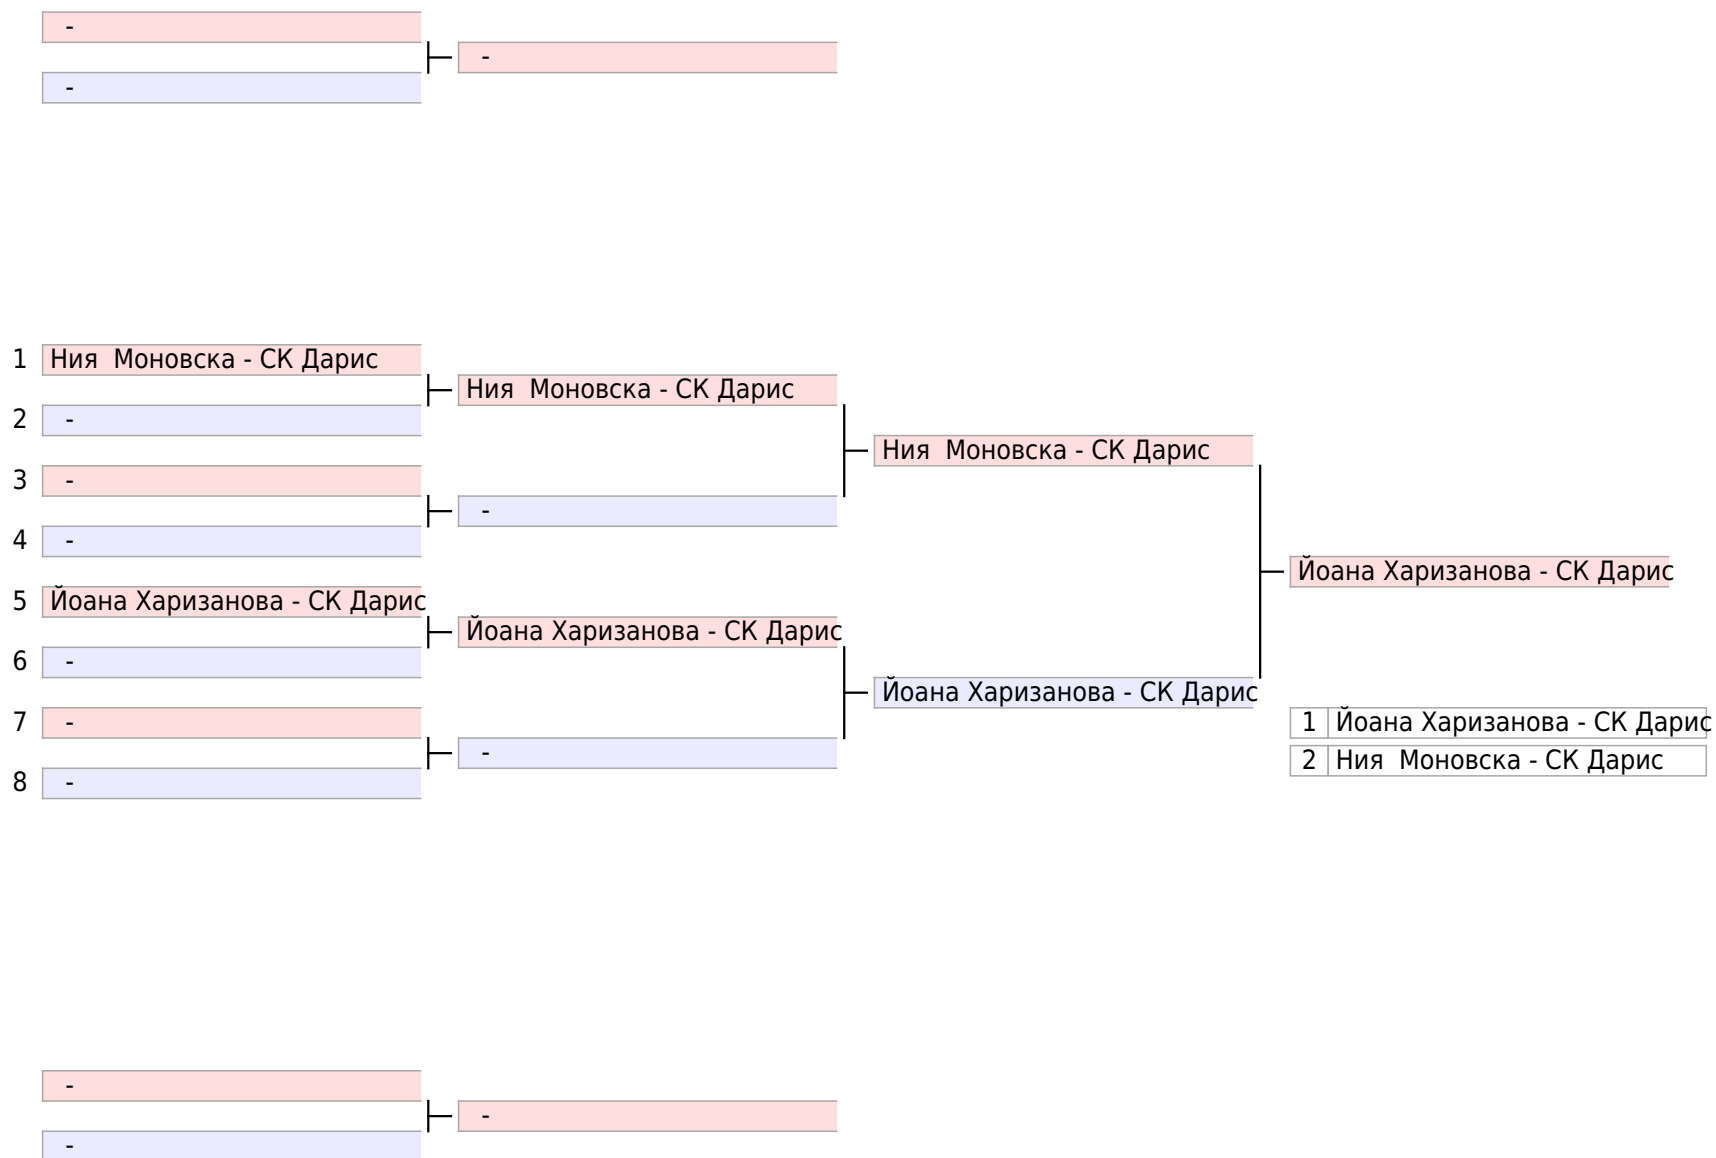 -
-
-
1 Ния  Моновска - СК Дарис
Ния  Моновска - СК Дарис
2 -
Ния  Моновска - СК Дарис
3 -
-
4 -
Йоана Харизанова - СК Дарис
5 Йоана Харизанова - СК Дарис
Йоана Харизанова - СК Дарис
6 -
Йоана Харизанова - СК Дарис
7 -
1 Йоана Харизанова - СК Дарис
-
2 Ния  Моновска - СК Дарис
8 -
-
-
-